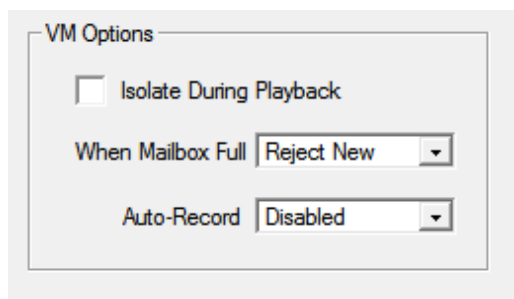 VM Options
Isolate During Playback
When Mailbox Full Reject New
Auto-Record Disabled